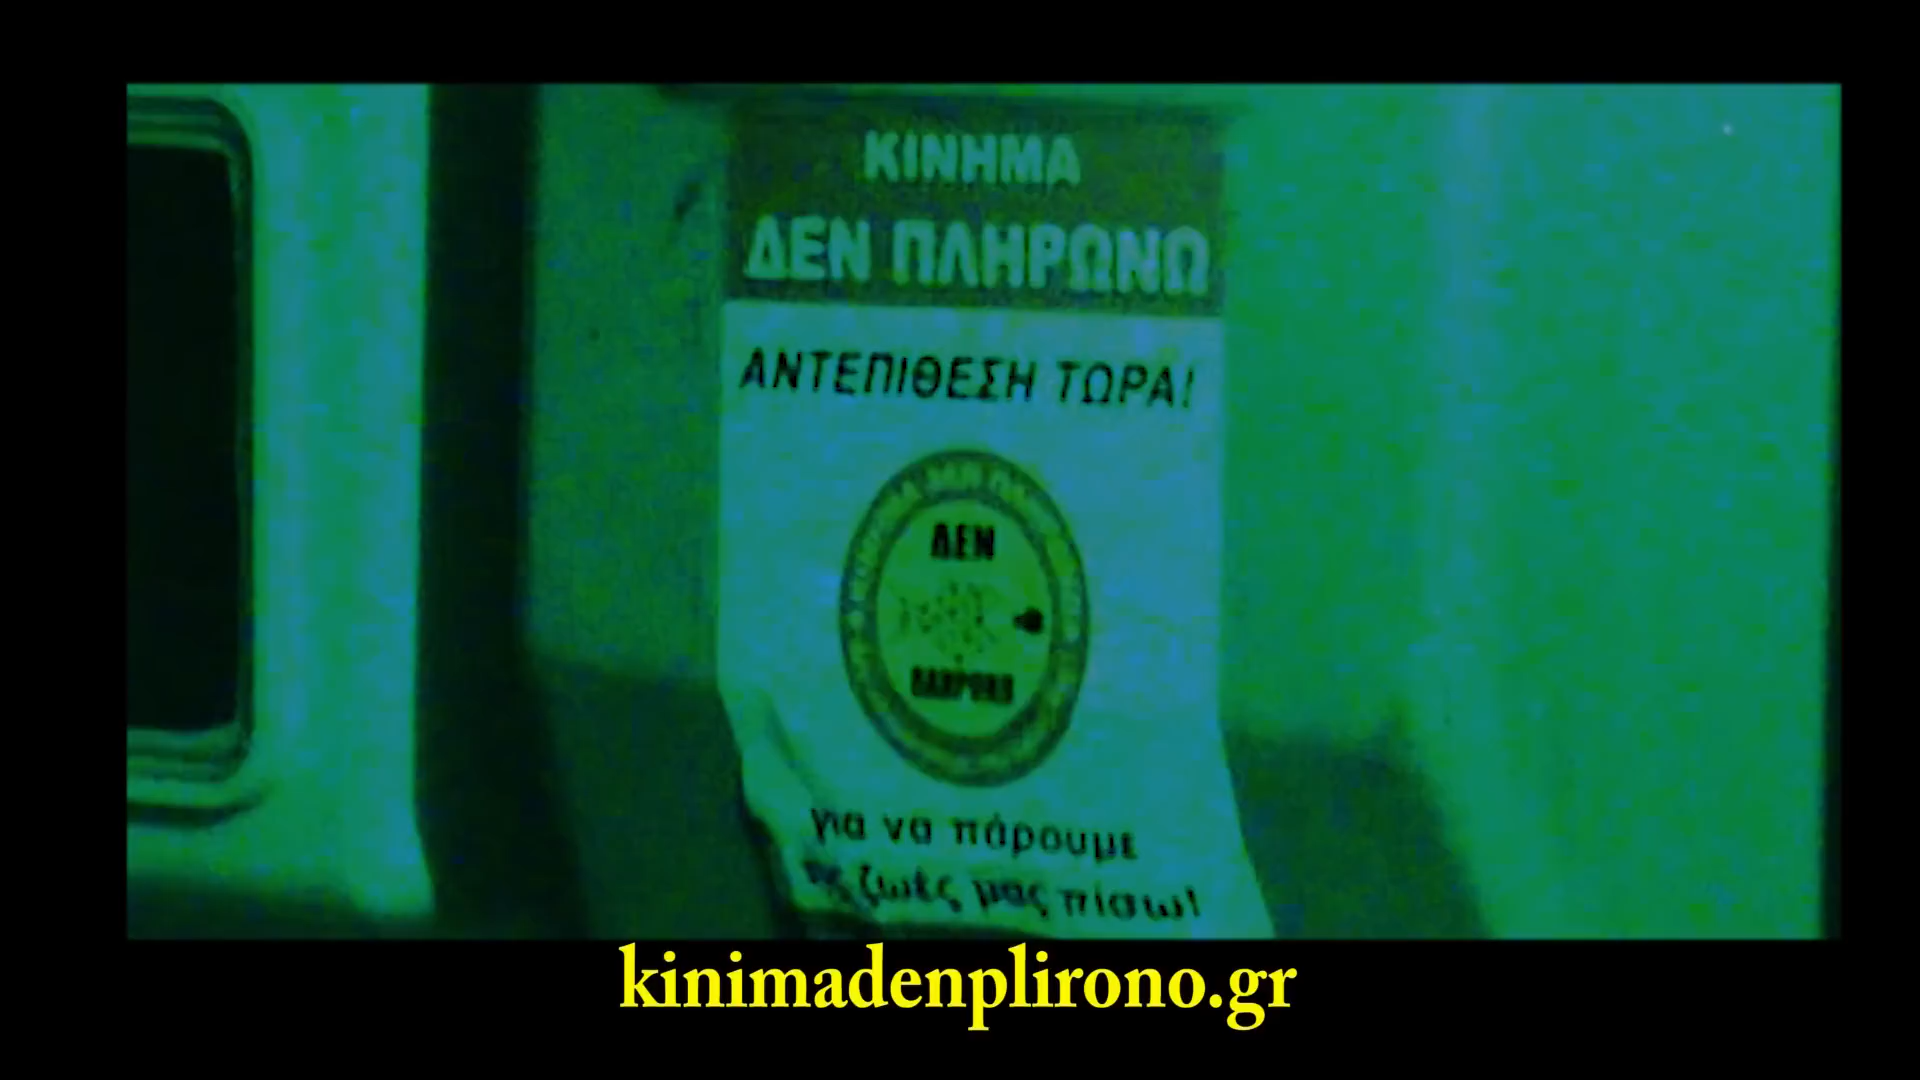 ΚΙΝΗΜΑ
ΔΕΝ ΠΛΗΡΩΝΩ
ΑΝΤΕΠΙΘΕΣΗ ΤΩΡΑ!
ΔΕΝ
ΠΛΗΡΩΝΩ
για να πάρουμε
τις ζωές μας πίσω!
kinimadenplirono.gr